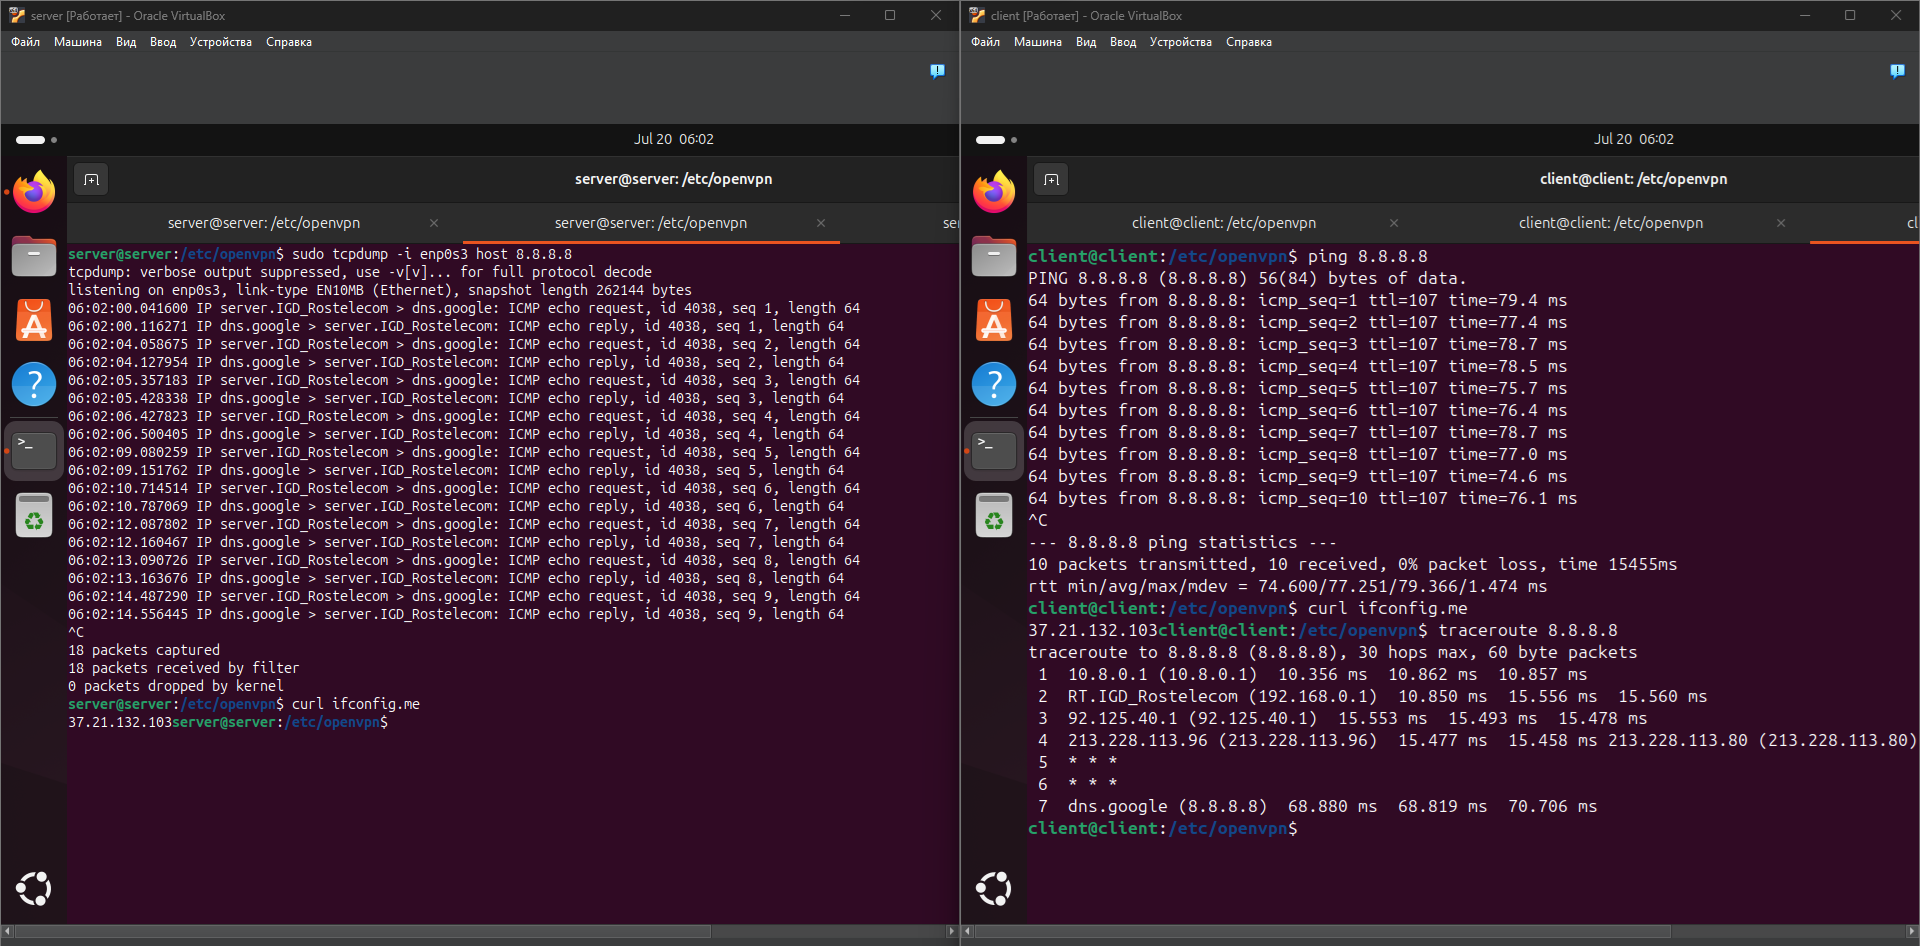 server [Работает] - Oracle VirtualBox
Файл Машина Вид Ввод Устройства Справка
Jul 20 06:02
server@server: /etc/openvpn
server@server: /etc/openvpn × server@server: /etc/openvpn × se
server@server:/etc/openvpn$ sudo tcpdump -i enp0s3 host 8.8.8.8
tcpdump: verbose output suppressed, use -v[v]... for full protocol decode
listening on enp0s3, link-type EN10MB (Ethernet), snapshot length 262144 bytes
06:02:00.041600 IP server.IGD_Rostelecom > dns.google: ICMP echo request, id 4038, seq 1, length 64
06:02:00.116271 IP dns.google > server.IGD_Rostelecom: ICMP echo reply, id 4038, seq 1, length 64
06:02:04.058675 IP server.IGD_Rostelecom > dns.google: ICMP echo request, id 4038, seq 2, length 64
06:02:04.127954 IP dns.google > server.IGD_Rostelecom: ICMP echo reply, id 4038, seq 2, length 64
06:02:05.357183 IP server.IGD_Rostelecom > dns.google: ICMP echo request, id 4038, seq 3, length 64
06:02:05.428338 IP dns.google > server.IGD_Rostelecom: ICMP echo reply, id 4038, seq 3, length 64
06:02:06.427823 IP server.IGD_Rostelecom > dns.google: ICMP echo request, id 4038, seq 4, length 64
06:02:06.500405 IP dns.google > server.IGD_Rostelecom: ICMP echo reply, id 4038, seq 4, length 64
06:02:09.080259 IP server.IGD_Rostelecom > dns.google: ICMP echo request, id 4038, seq 5, length 64
06:02:09.151762 IP dns.google > server.IGD_Rostelecom: ICMP echo reply, id 4038, seq 5, length 64
06:02:10.714514 IP server.IGD_Rostelecom > dns.google: ICMP echo request, id 4038, seq 6, length 64
06:02:10.787069 IP dns.google > server.IGD_Rostelecom: ICMP echo reply, id 4038, seq 6, length 64
06:02:12.087802 IP server.IGD_Rostelecom > dns.google: ICMP echo request, id 4038, seq 7, length 64
06:02:12.160467 IP dns.google > server.IGD_Rostelecom: ICMP echo reply, id 4038, seq 7, length 64
06:02:13.090726 IP server.IGD_Rostelecom > dns.google: ICMP echo request, id 4038, seq 8, length 64
06:02:13.163676 IP dns.google > server.IGD_Rostelecom: ICMP echo reply, id 4038, seq 8, length 64
06:02:14.487290 IP server.IGD_Rostelecom > dns.google: ICMP echo request, id 4038, seq 9, length 64
06:02:14.556445 IP dns.google > server.IGD_Rostelecom: ICMP echo reply, id 4038, seq 9, length 64
^C
18 packets captured
18 packets received by filter
0 packets dropped by kernel
server@server:/etc/openvpn$ curl ifconfig.me
37.21.132.103server@server:/etc/openvpn$
client [Работает] - Oracle VirtualBox
Файл Машина Вид Ввод Устройства Справка
Jul 20 06:02
client@client: /etc/openvpn
client@client: /etc/openvpn × client@client: /etc/openvpn × cl
client@client:/etc/openvpn$ ping 8.8.8.8
PING 8.8.8.8 (8.8.8.8) 56(84) bytes of data.
64 bytes from 8.8.8.8: icmp_seq=1 ttl=107 time=79.4 ms
64 bytes from 8.8.8.8: icmp_seq=2 ttl=107 time=77.4 ms
64 bytes from 8.8.8.8: icmp_seq=3 ttl=107 time=78.7 ms
64 bytes from 8.8.8.8: icmp_seq=4 ttl=107 time=78.5 ms
64 bytes from 8.8.8.8: icmp_seq=5 ttl=107 time=75.7 ms
64 bytes from 8.8.8.8: icmp_seq=6 ttl=107 time=76.4 ms
64 bytes from 8.8.8.8: icmp_seq=7 ttl=107 time=78.7 ms
64 bytes from 8.8.8.8: icmp_seq=8 ttl=107 time=77.0 ms
64 bytes from 8.8.8.8: icmp_seq=9 ttl=107 time=74.6 ms
64 bytes from 8.8.8.8: icmp_seq=10 ttl=107 time=76.1 ms
^C
--- 8.8.8.8 ping statistics ---
10 packets transmitted, 10 received, 0% packet loss, time 15455ms
rtt min/avg/max/mdev = 74.600/77.251/79.366/1.474 ms
client@client:/etc/openvpn$ curl ifconfig.me
37.21.132.103client@client:/etc/openvpn$ traceroute 8.8.8.8
traceroute to 8.8.8.8 (8.8.8.8), 30 hops max, 60 byte packets
1 10.8.0.1 (10.8.0.1) 10.356 ms 10.862 ms 10.857 ms
2 RT.IGD_Rostelecom (192.168.0.1) 10.850 ms 15.556 ms 15.560 ms
3 92.125.40.1 (92.125.40.1) 15.553 ms 15.493 ms 15.478 ms
4 213.228.113.96 (213.228.113.96) 15.477 ms 15.458 ms 213.228.113.80 (213.228.113.80)
5 * * *
6 * * *
7 dns.google (8.8.8.8) 68.880 ms 68.819 ms 70.706 ms
client@client:/etc/openvpn$